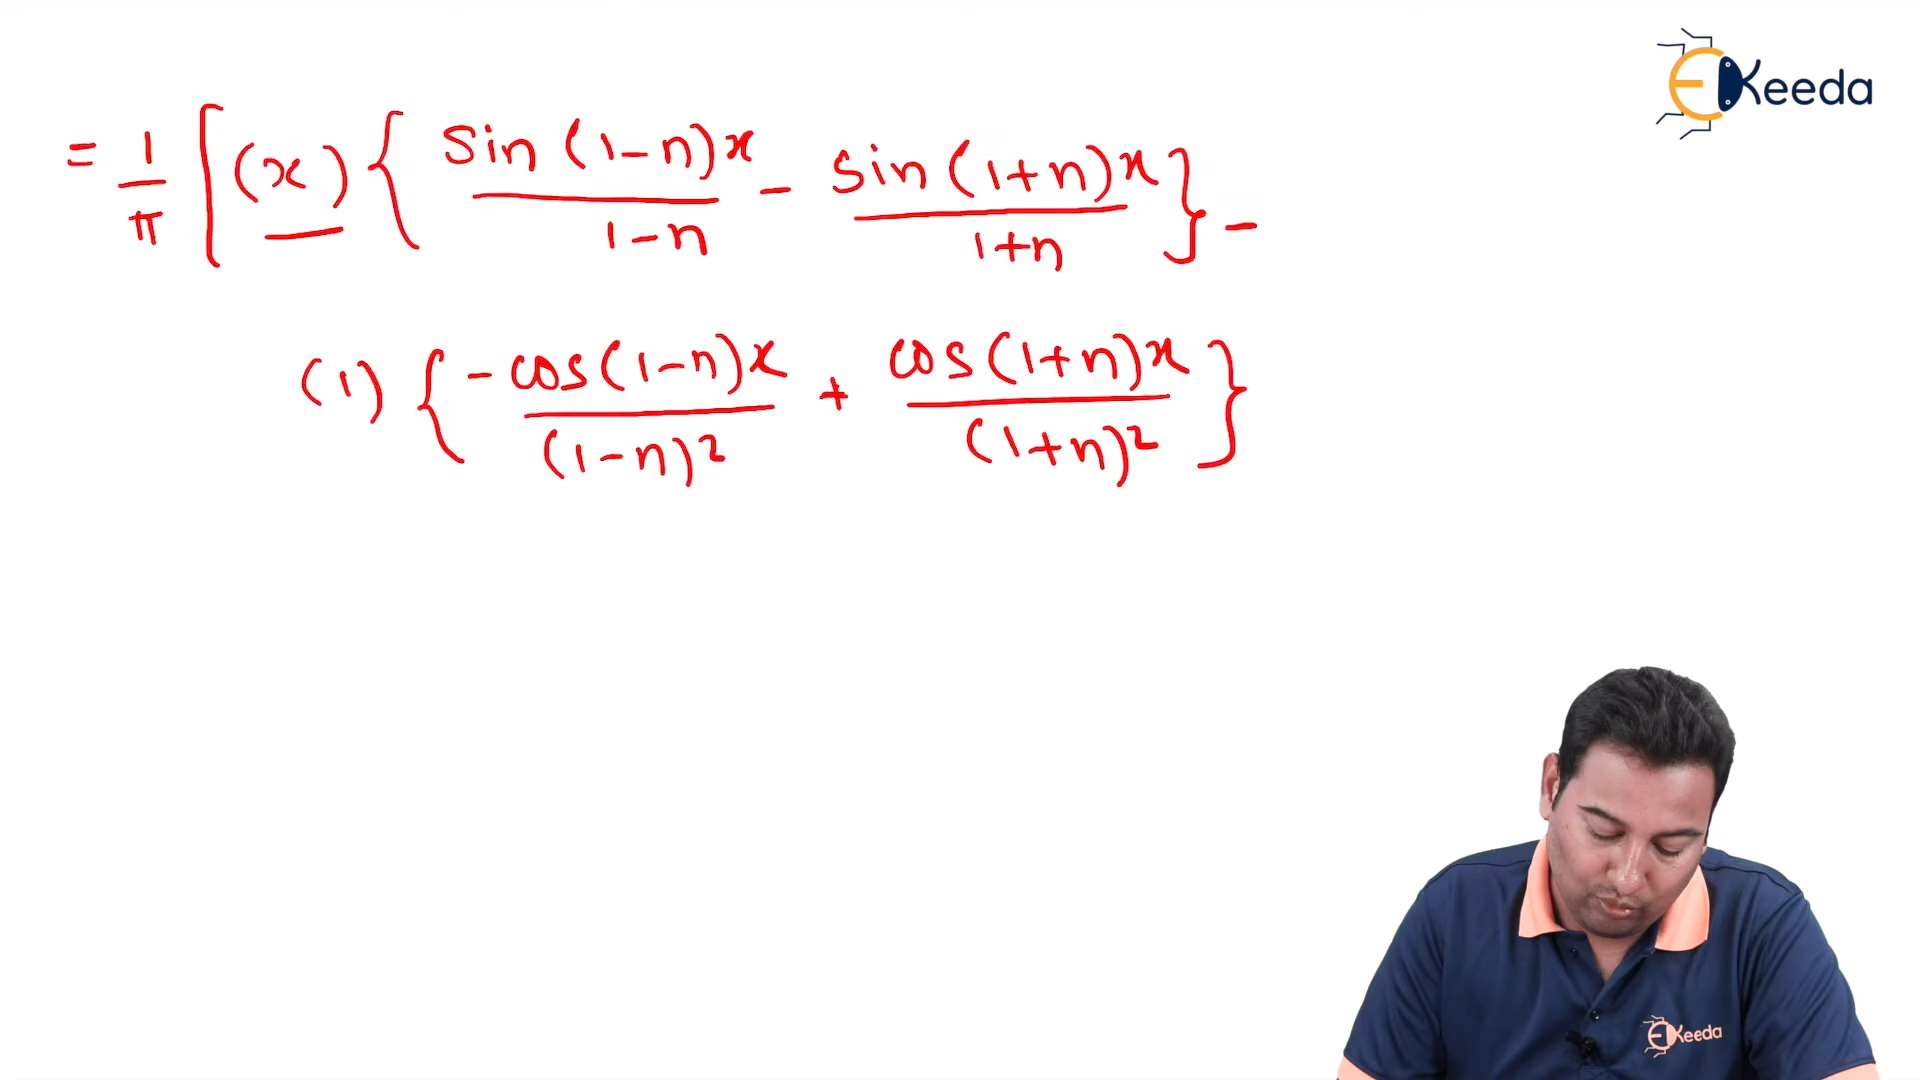 EKeeda
= 1/π [(x) { sin(1-n)x/1-n - sin(1+n)x/1+n } -
(1) { -cos(1-n)x/(1-n)² + cos(1+n)x/(1+n)² }
EKeeda